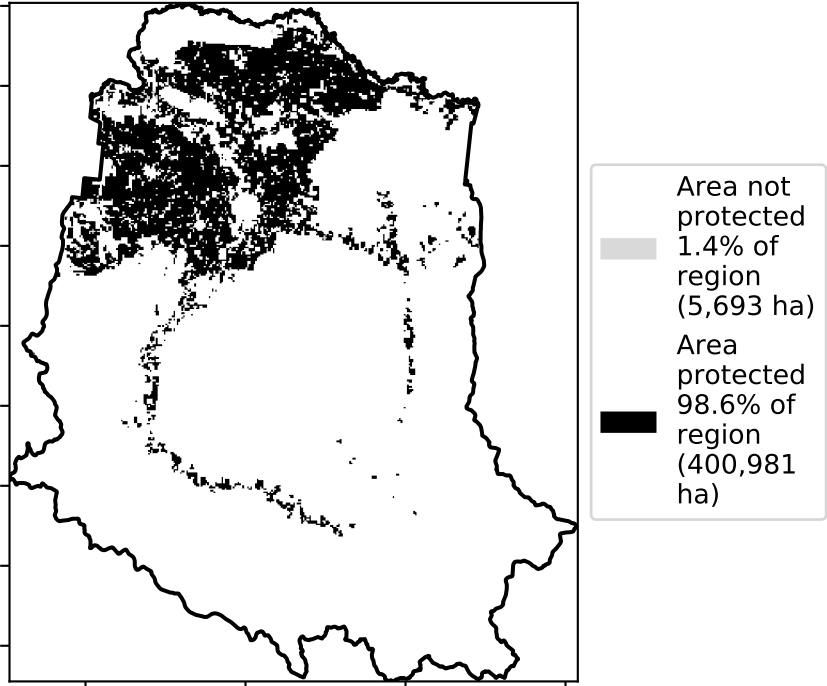 Area not
protected
1.4% of
region
(5,693 ha)
Area
protected
98.6% of
region
(400,981
ha)